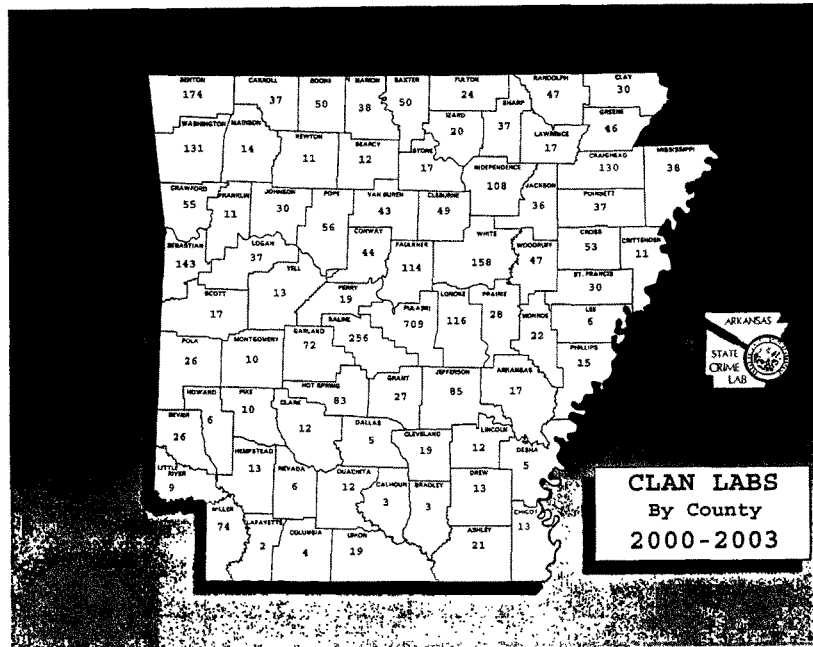 BENTON
174
CARROLL
37
BOONE
50
MARION
38
BAXTER
50
FULTON
24
RANDOLPH
47
CLAY
30
SHARP
37
IZARD
20
GREENE
46
WASHINGTON
131
MADISON
14
NEWTON
11
SEARCY
12
STONE
17
LAWRENCE
17
INDEPENDENCE
108
CRAIGHEAD
130
MISSISSIPPI
38
CRAWFORD
55
FRANKLIN
11
JOHNSON
30
POPE
56
VAN BUREN
43
CLEBURNE
49
JACKSON
36
POINSETT
37
SEBASTIAN
143
LOGAN
37
YELL
13
CONWAY
44
FAULKNER
114
WHITE
158
WOODRUFF
47
CROSS
53
CRITTENDEN
11
ST. FRANCIS
30
SCOTT
17
PERRY
19
SALINE
256
PULASKI
709
LONOKE
116
PRAIRIE
28
MONROE
22
LEE
6
PHILLIPS
15
POLK
26
MONTGOMERY
10
GARLAND
72
HOT SPRING
83
GRANT
27
JEFFERSON
85
ARKANSAS
17
HOWARD
6
PIKE
10
CLARK
12
DALLAS
5
CLEVELAND
19
LINCOLN
12
DESHA
5
SEVIER
26
LITTLE
RIVER
9
HEMPSTEAD
13
NEVADA
6
OUACHITA
12
CALHOUN
3
BRADLEY
3
DREW
13
CHICOT
13
MILLER
74
LAFAYETTE
2
COLUMBIA
4
UNION
19
ASHLEY
21
ARKANSAS
STATE
CRIME
LAB
CLAN LABS
By County
2000-2003